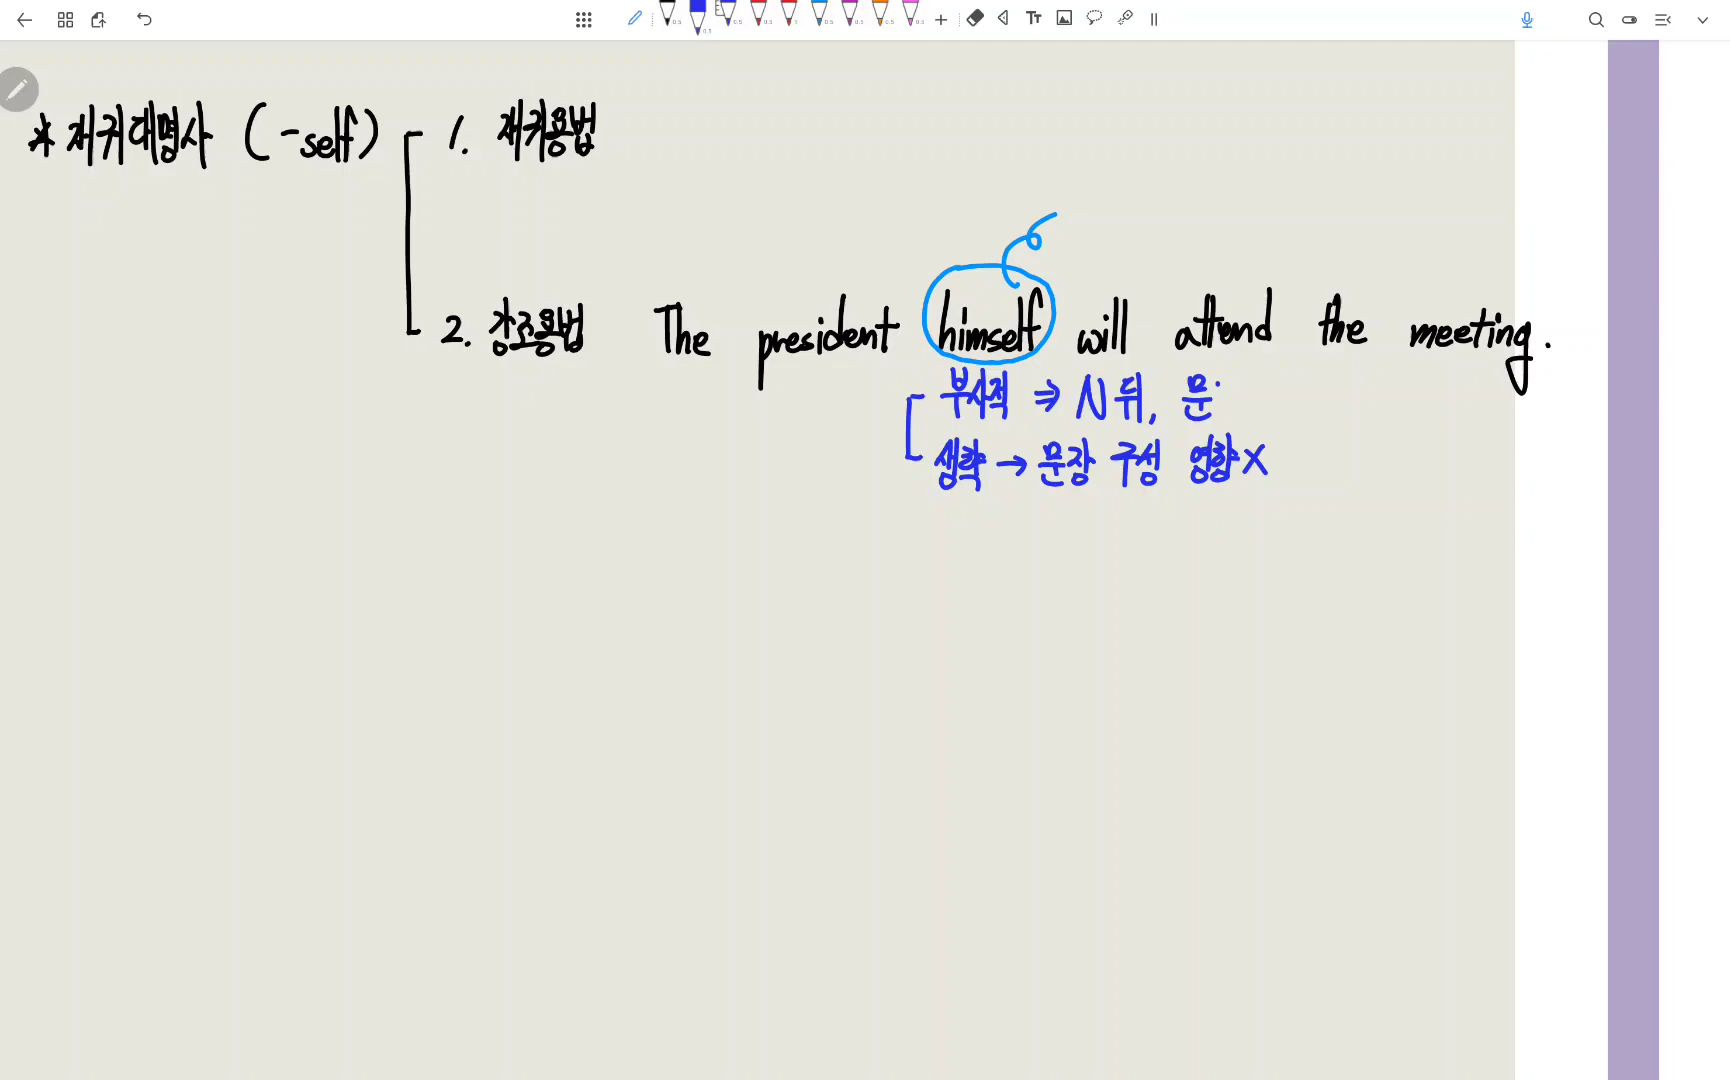 * 재귀대명사 (-self) 1. 재귀용법
2. 강조용법 The president himself will attend the meeting.
부사적 ⇒ N뒤, 문
생략 → 문장 구성 영향X